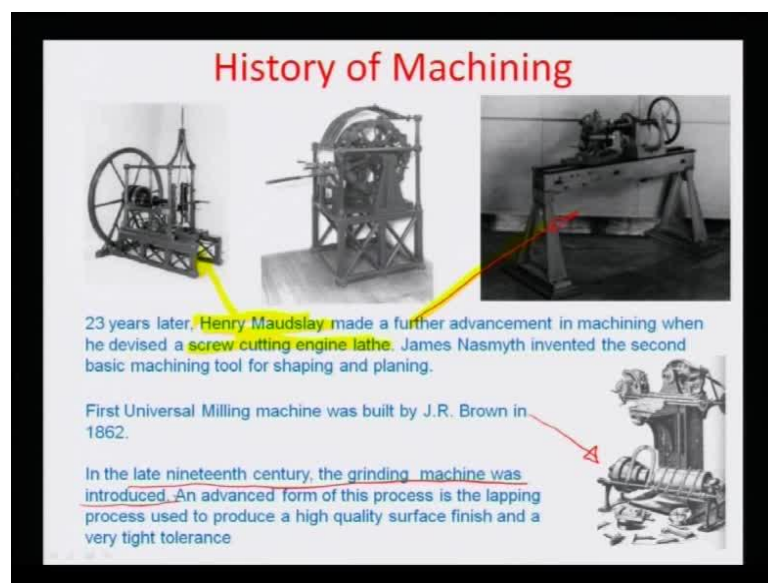 History of Machining
23 years later, Henry Maudslay made a further advancement in machining when
he devised a screw cutting engine lathe. James Nasmyth invented the second
basic machining tool for shaping and planing.
First Universal Milling machine was built by J.R. Brown in
1862.
In the late nineteenth century, the grinding machine was
introduced. An advanced form of this process is the lapping
process used to produce a high quality surface finish and a
very tight tolerance